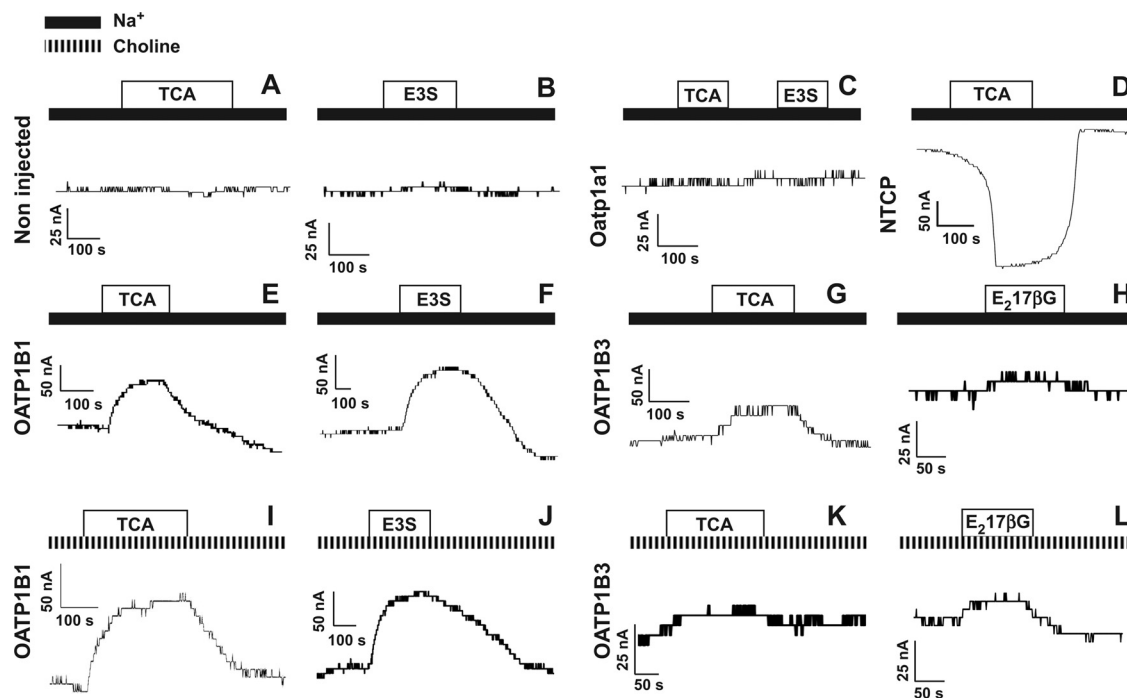 Na⁺
Choline
A
TCA
Non injected
25 nA
100 s
B
E3S
25 nA
100 s
C
TCA
E3S
Oatp1a1
25 nA
100 s
D
TCA
NTCP
50 nA
100 s
E
TCA
OATP1B1
50 nA
100 s
F
E3S
50 nA
100 s
G
TCA
OATP1B3
50 nA
100 s
H
E₂17βG
25 nA
50 s
I
TCA
OATP1B1
50 nA
100 s
J
E3S
50 nA
100 s
K
TCA
OATP1B3
25 nA
50 s
L
E₂17βG
25 nA
50 s